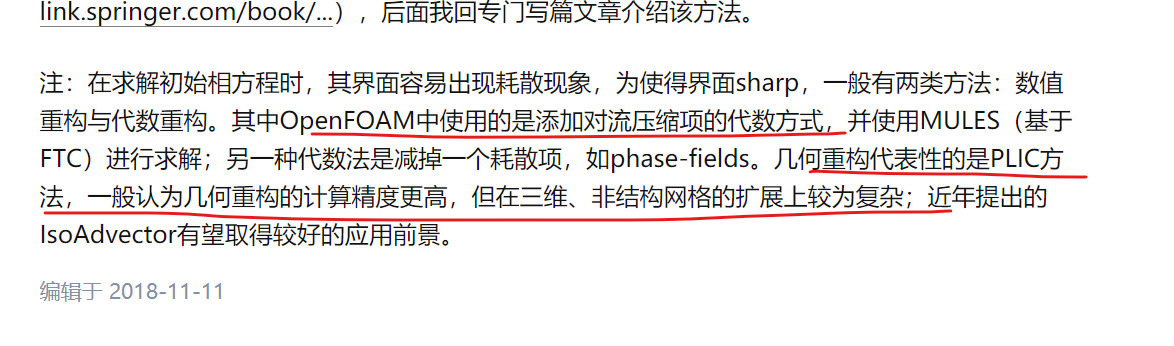 link.springer.com/book/...），后面我回专门写篇文章介绍该方法。
注：在求解初始相方程时，其界面容易出现耗散现象，为使得界面sharp，一般有两类方法：数值
重构与代数重构。其中OpenFOAM中使用的是添加对流压缩项的代数方式，并使用MULES（基于
FTC）进行求解；另一种代数法是减掉一个耗散项，如phase-fields。几何重构代表性的是PLIC方
法，一般认为几何重构的计算精度更高，但在三维、非结构网格的扩展上较为复杂；近年提出的
IsoAdvector有望取得较好的应用前景。
编辑于 2018-11-11